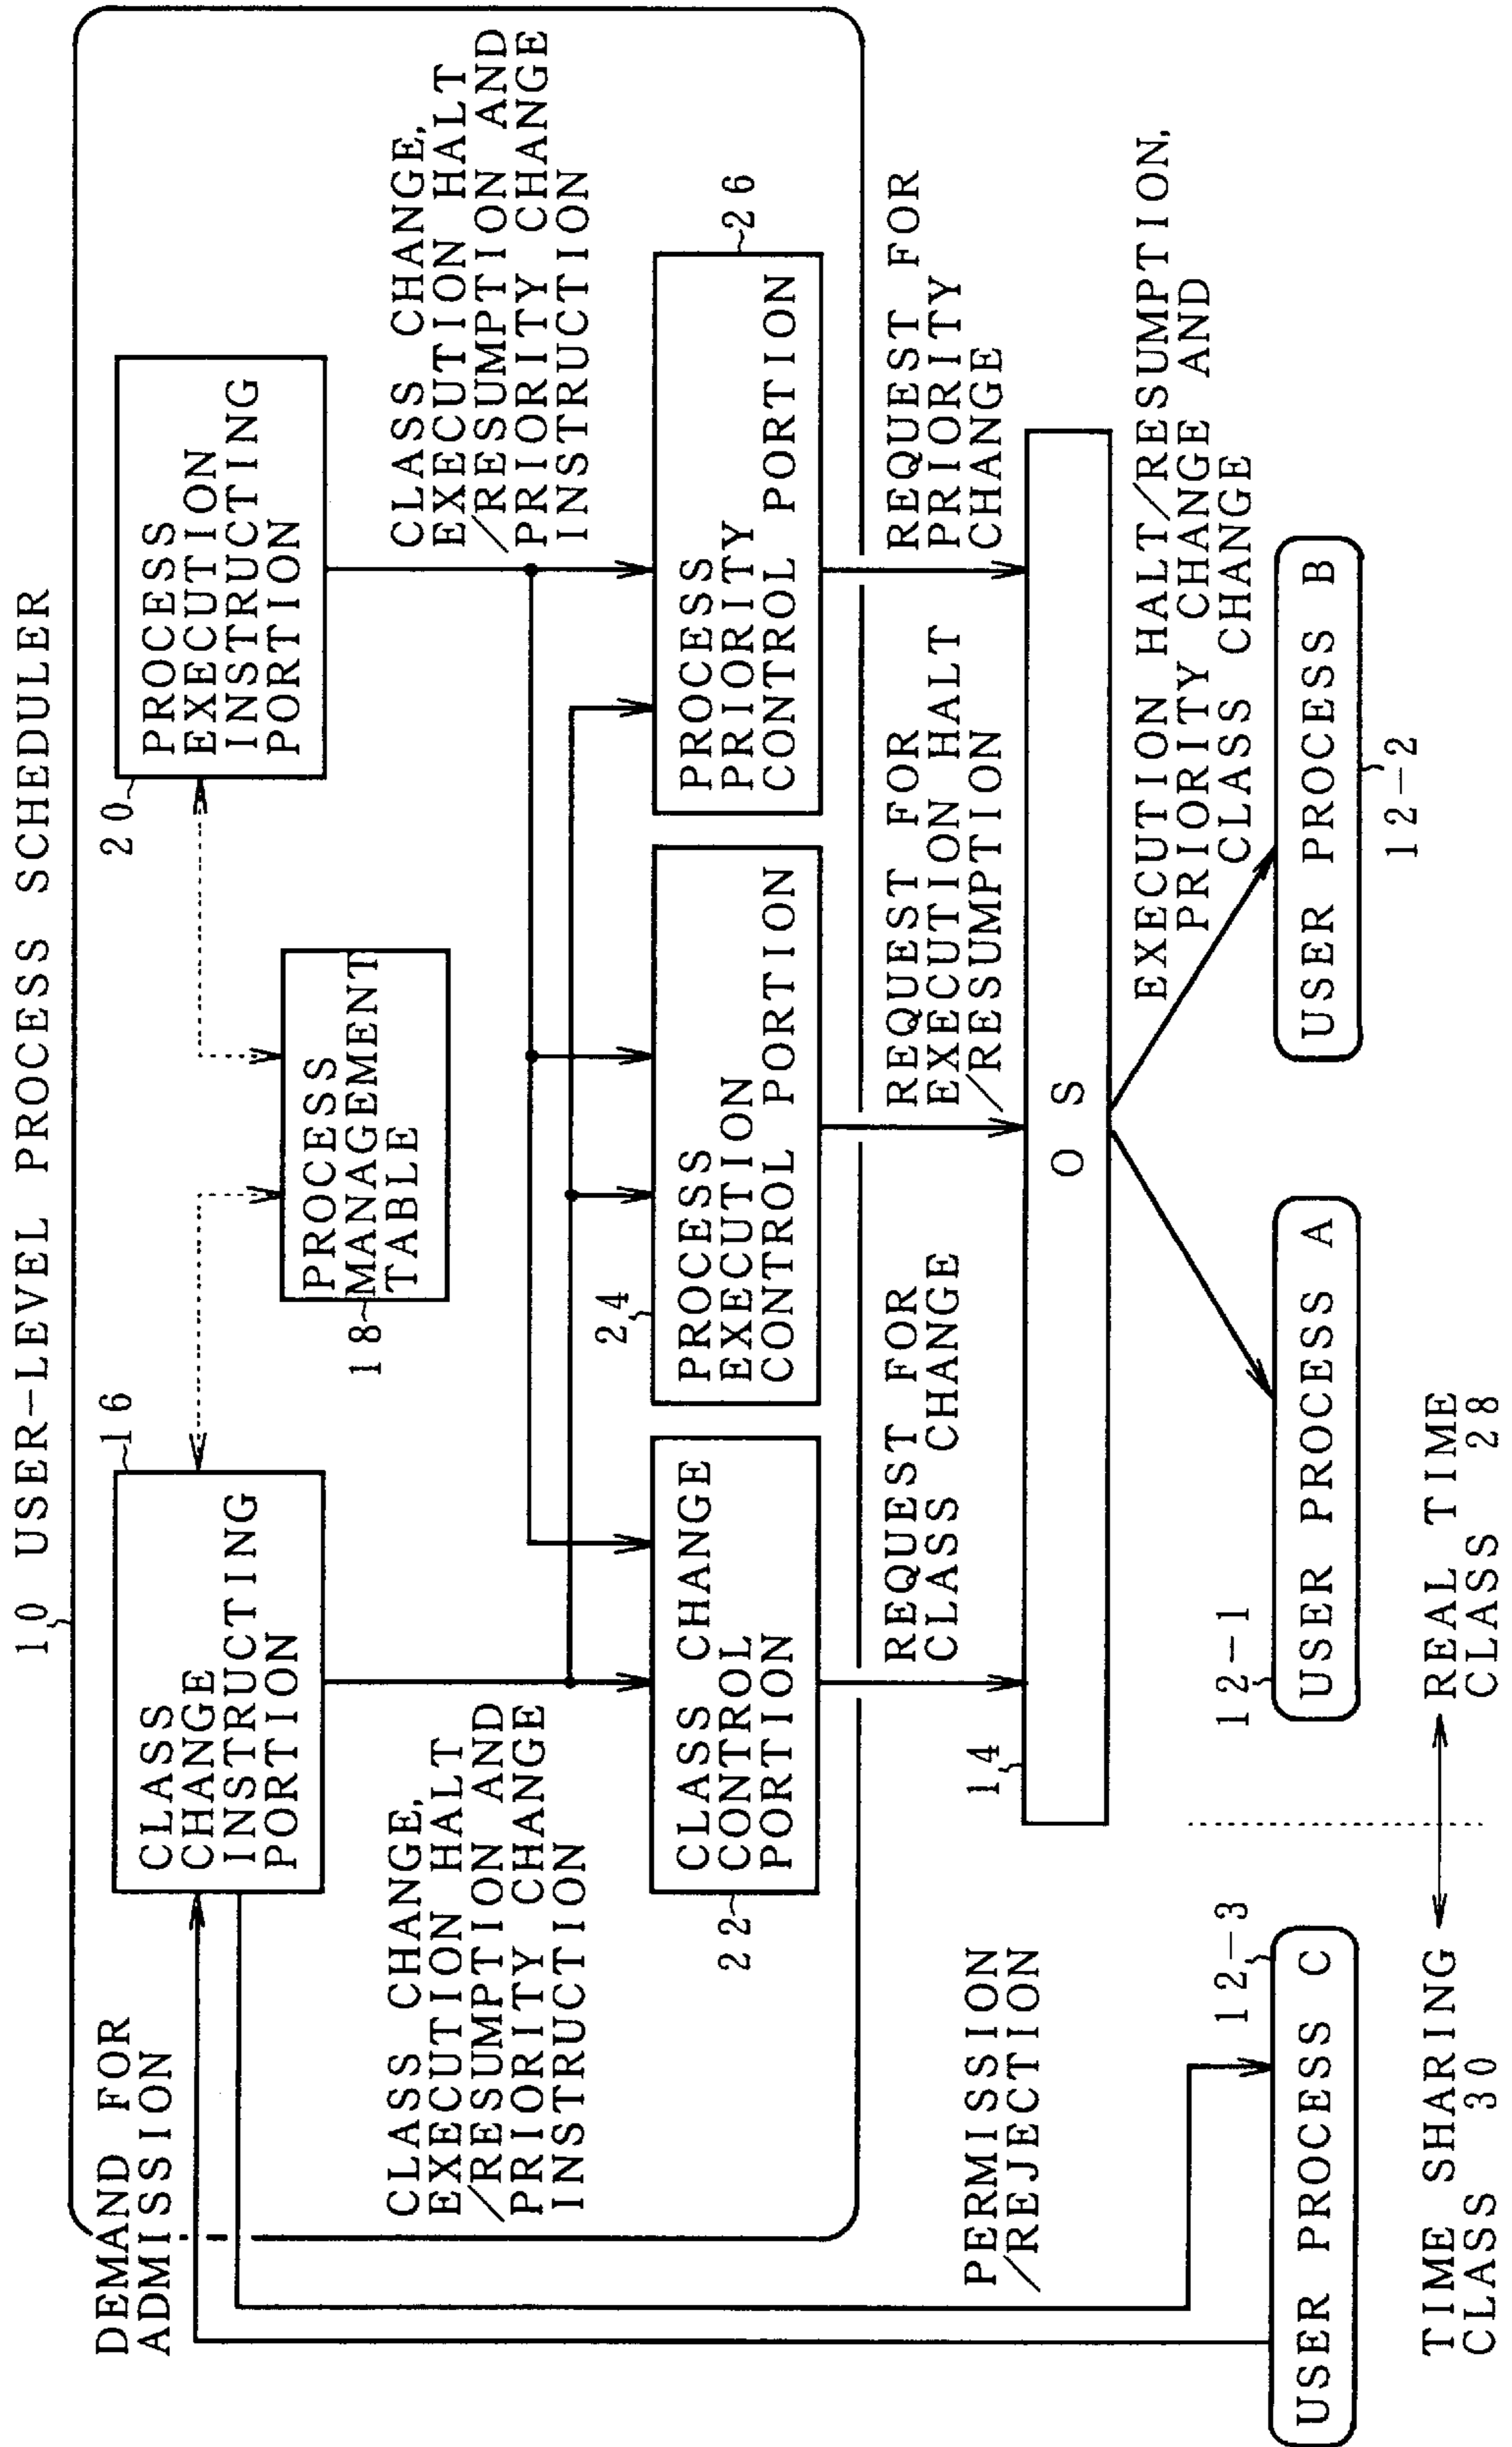 10 USER-LEVEL PROCESS SCHEDULER
DEMAND FOR
ADMISSION
CLASS
CHANGE
INSTRUCTING
PORTION
16
PROCESS
MANAGEMENT
TABLE
18
20
PROCESS
EXECUTION
INSTRUCTING
PORTION
CLASS CHANGE,
EXECUTION HALT
/RESUMPTION AND
PRIORITY CHANGE
INSTRUCTION
CLASS CHANGE,
EXECUTION HALT
/RESUMPTION AND
PRIORITY CHANGE
INSTRUCTION
22
CLASS CHANGE
CONTROL
PORTION
24
PROCESS
EXECUTION
CONTROL PORTION
PROCESS
PRIORITY
CONTROL PORTION
26
PERMISSION
/REJECTION
REQUEST FOR
CLASS CHANGE
REQUEST FOR
EXECUTION HALT
/RESUMPTION
REQUEST FOR
PRIORITY
CHANGE
14
OS
EXECUTION HALT/RESUMPTION,
PRIORITY CHANGE AND
CLASS CHANGE
USER PROCESS C
12-3
12-1
USER PROCESS A
USER PROCESS B
12-2
TIME SHARING
CLASS 30
REAL TIME
CLASS 28